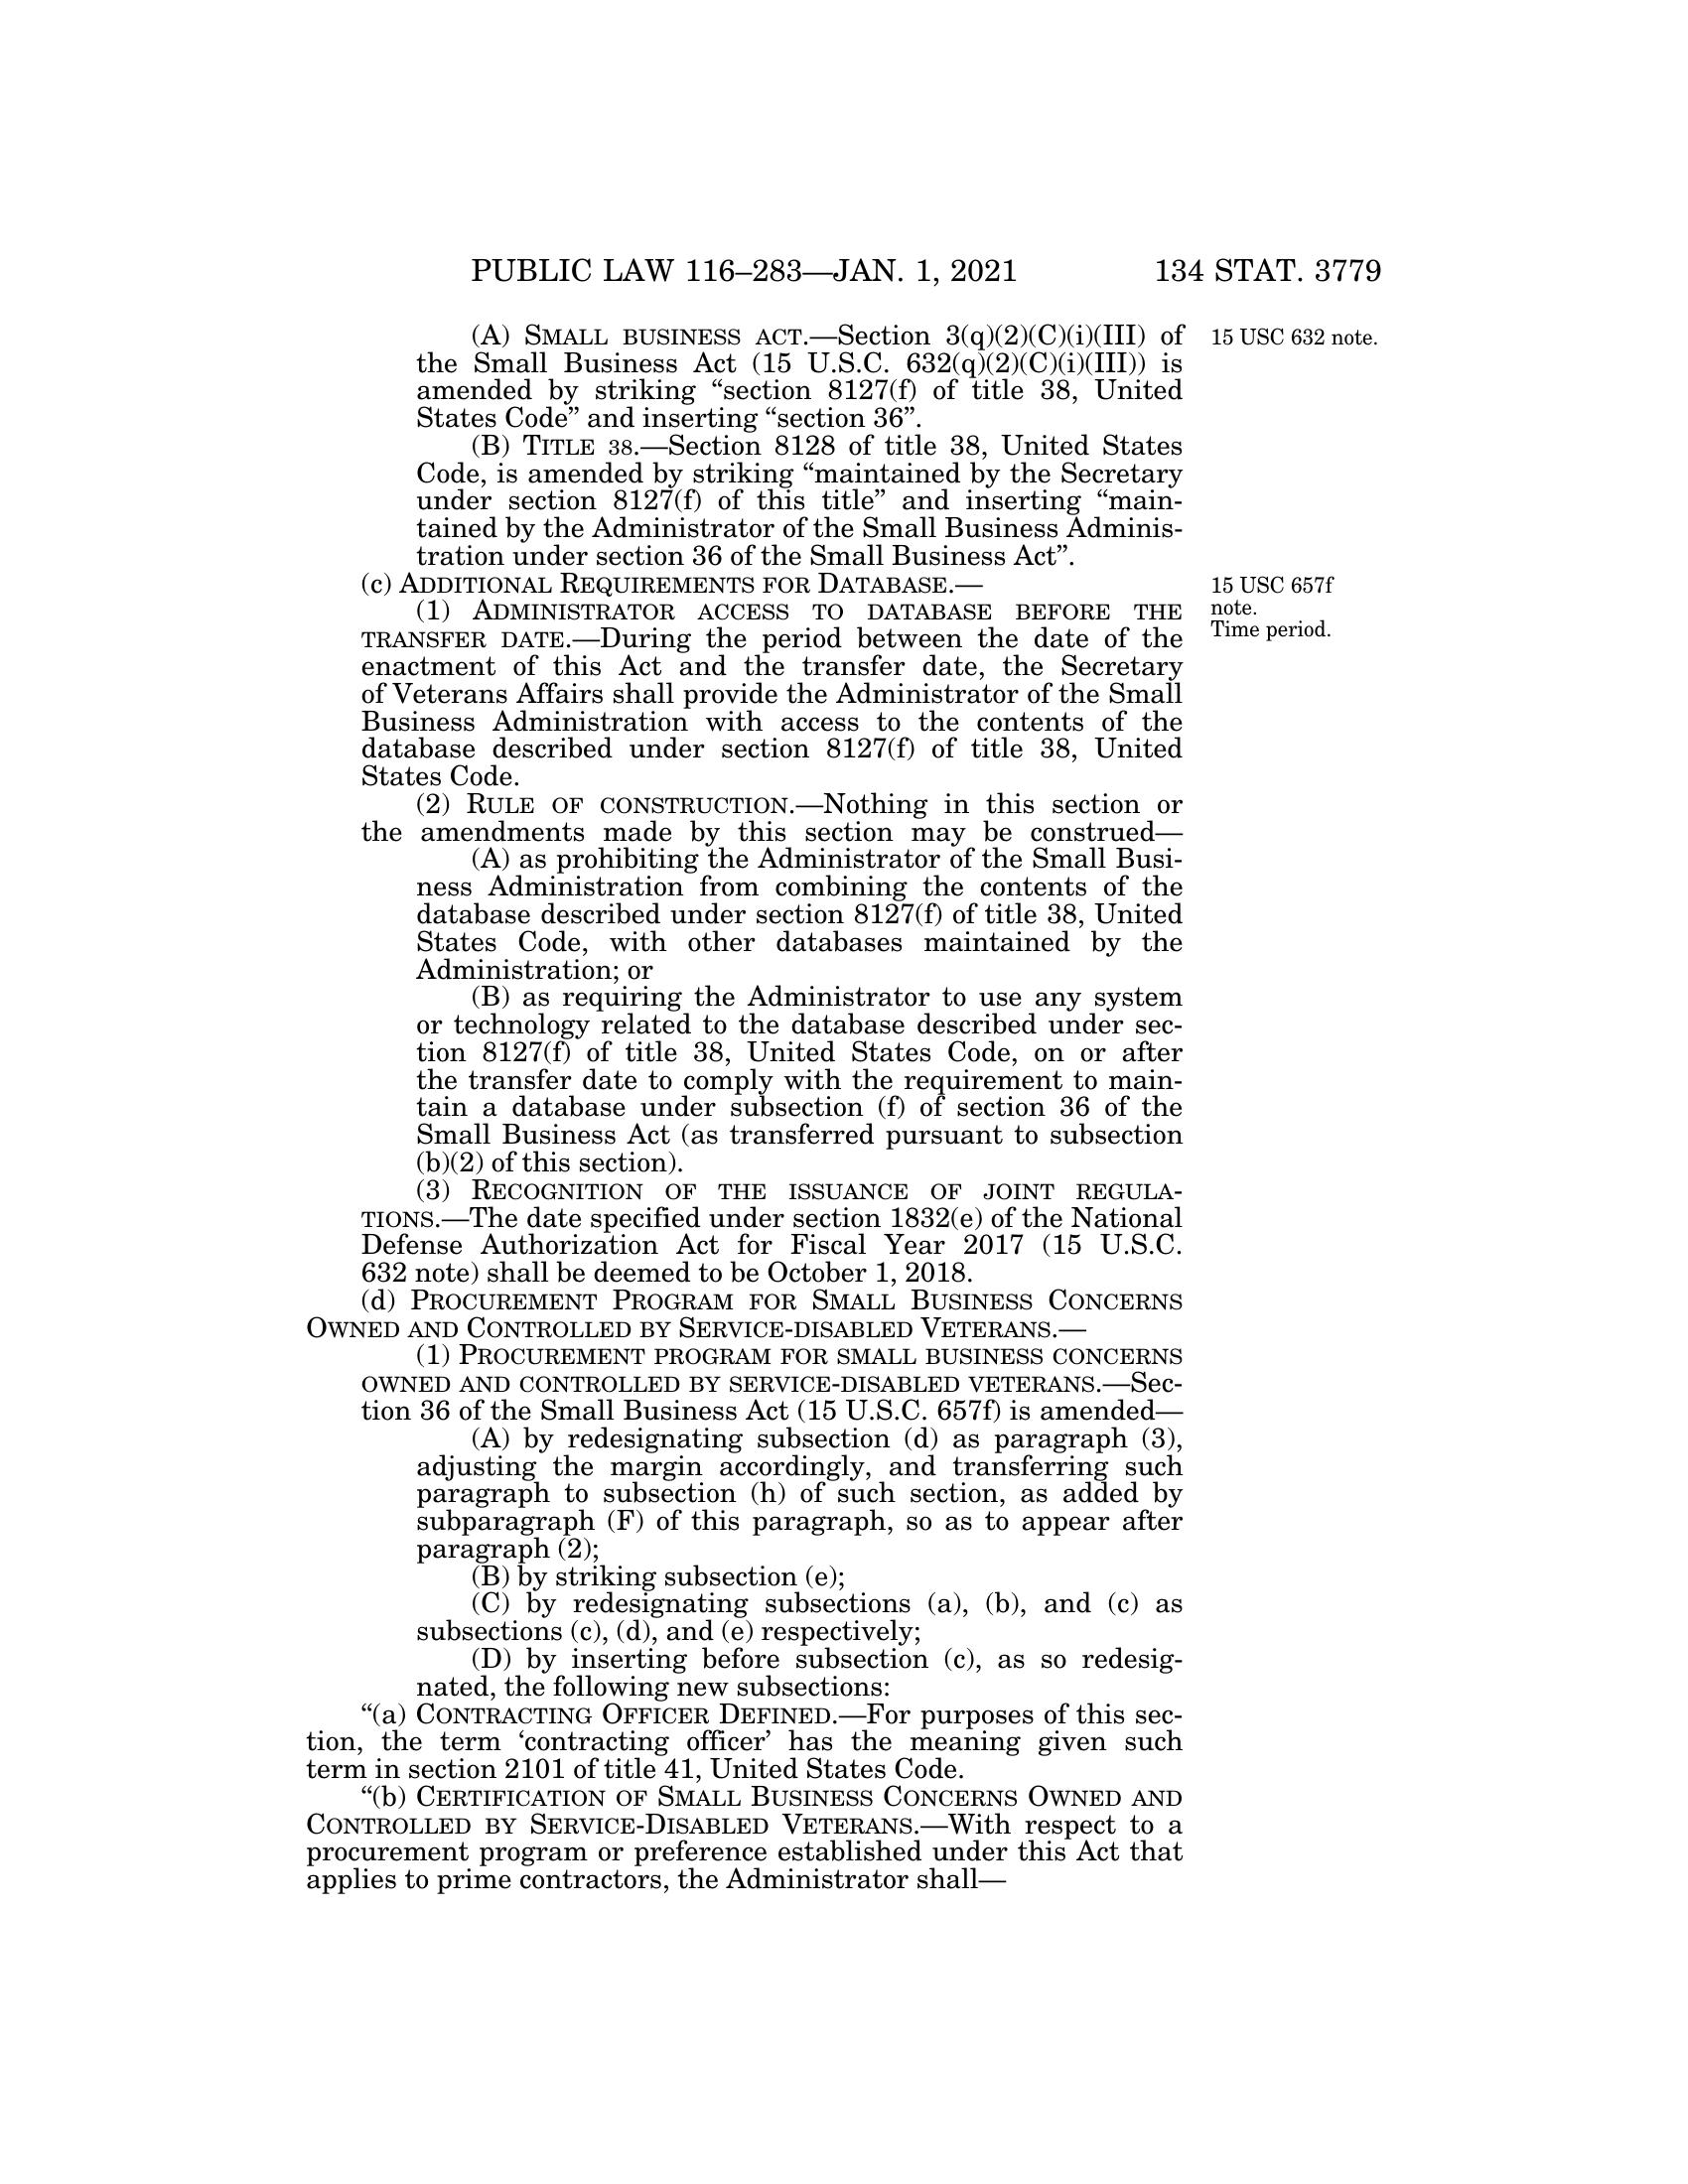 PUBLIC LAW 116–283—JAN. 1, 2021 134 STAT. 3779
(A) SMALL BUSINESS ACT.—Section 3(q)(2)(C)(i)(III) of
the Small Business Act (15 U.S.C. 632(q)(2)(C)(i)(III)) is
amended by striking “section 8127(f) of title 38, United
States Code” and inserting “section 36”.
(B) TITLE 38.—Section 8128 of title 38, United States
Code, is amended by striking “maintained by the Secretary
under section 8127(f) of this title” and inserting “main-
tained by the Administrator of the Small Business Adminis-
tration under section 36 of the Small Business Act”.
(c) ADDITIONAL REQUIREMENTS FOR DATABASE.—
(1) ADMINISTRATOR ACCESS TO DATABASE BEFORE THE
TRANSFER DATE.—During the period between the date of the
enactment of this Act and the transfer date, the Secretary
of Veterans Affairs shall provide the Administrator of the Small
Business Administration with access to the contents of the
database described under section 8127(f) of title 38, United
States Code.
(2) RULE OF CONSTRUCTION.—Nothing in this section or
the amendments made by this section may be construed—
(A) as prohibiting the Administrator of the Small Busi-
ness Administration from combining the contents of the
database described under section 8127(f) of title 38, United
States Code, with other databases maintained by the
Administration; or
(B) as requiring the Administrator to use any system
or technology related to the database described under sec-
tion 8127(f) of title 38, United States Code, on or after
the transfer date to comply with the requirement to main-
tain a database under subsection (f) of section 36 of the
Small Business Act (as transferred pursuant to subsection
(b)(2) of this section).
(3) RECOGNITION OF THE ISSUANCE OF JOINT REGULA-
TIONS.—The date specified under section 1832(e) of the National
Defense Authorization Act for Fiscal Year 2017 (15 U.S.C.
632 note) shall be deemed to be October 1, 2018.
(d) PROCUREMENT PROGRAM FOR SMALL BUSINESS CONCERNS
OWNED AND CONTROLLED BY SERVICE-DISABLED VETERANS.—
(1) PROCUREMENT PROGRAM FOR SMALL BUSINESS CONCERNS
OWNED AND CONTROLLED BY SERVICE-DISABLED VETERANS.—Sec-
tion 36 of the Small Business Act (15 U.S.C. 657f) is amended—
(A) by redesignating subsection (d) as paragraph (3),
adjusting the margin accordingly, and transferring such
paragraph to subsection (h) of such section, as added by
subparagraph (F) of this paragraph, so as to appear after
paragraph (2);
(B) by striking subsection (e);
(C) by redesignating subsections (a), (b), and (c) as
subsections (c), (d), and (e) respectively;
(D) by inserting before subsection (c), as so redesig-
nated, the following new subsections:
“(a) CONTRACTING OFFICER DEFINED.—For purposes of this sec-
tion, the term ‘contracting officer’ has the meaning given such
term in section 2101 of title 41, United States Code.
“(b) CERTIFICATION OF SMALL BUSINESS CONCERNS OWNED AND
CONTROLLED BY SERVICE-DISABLED VETERANS.—With respect to a
procurement program or preference established under this Act that
applies to prime contractors, the Administrator shall—
15 USC 632 note.
15 USC 657f
note.
Time period.